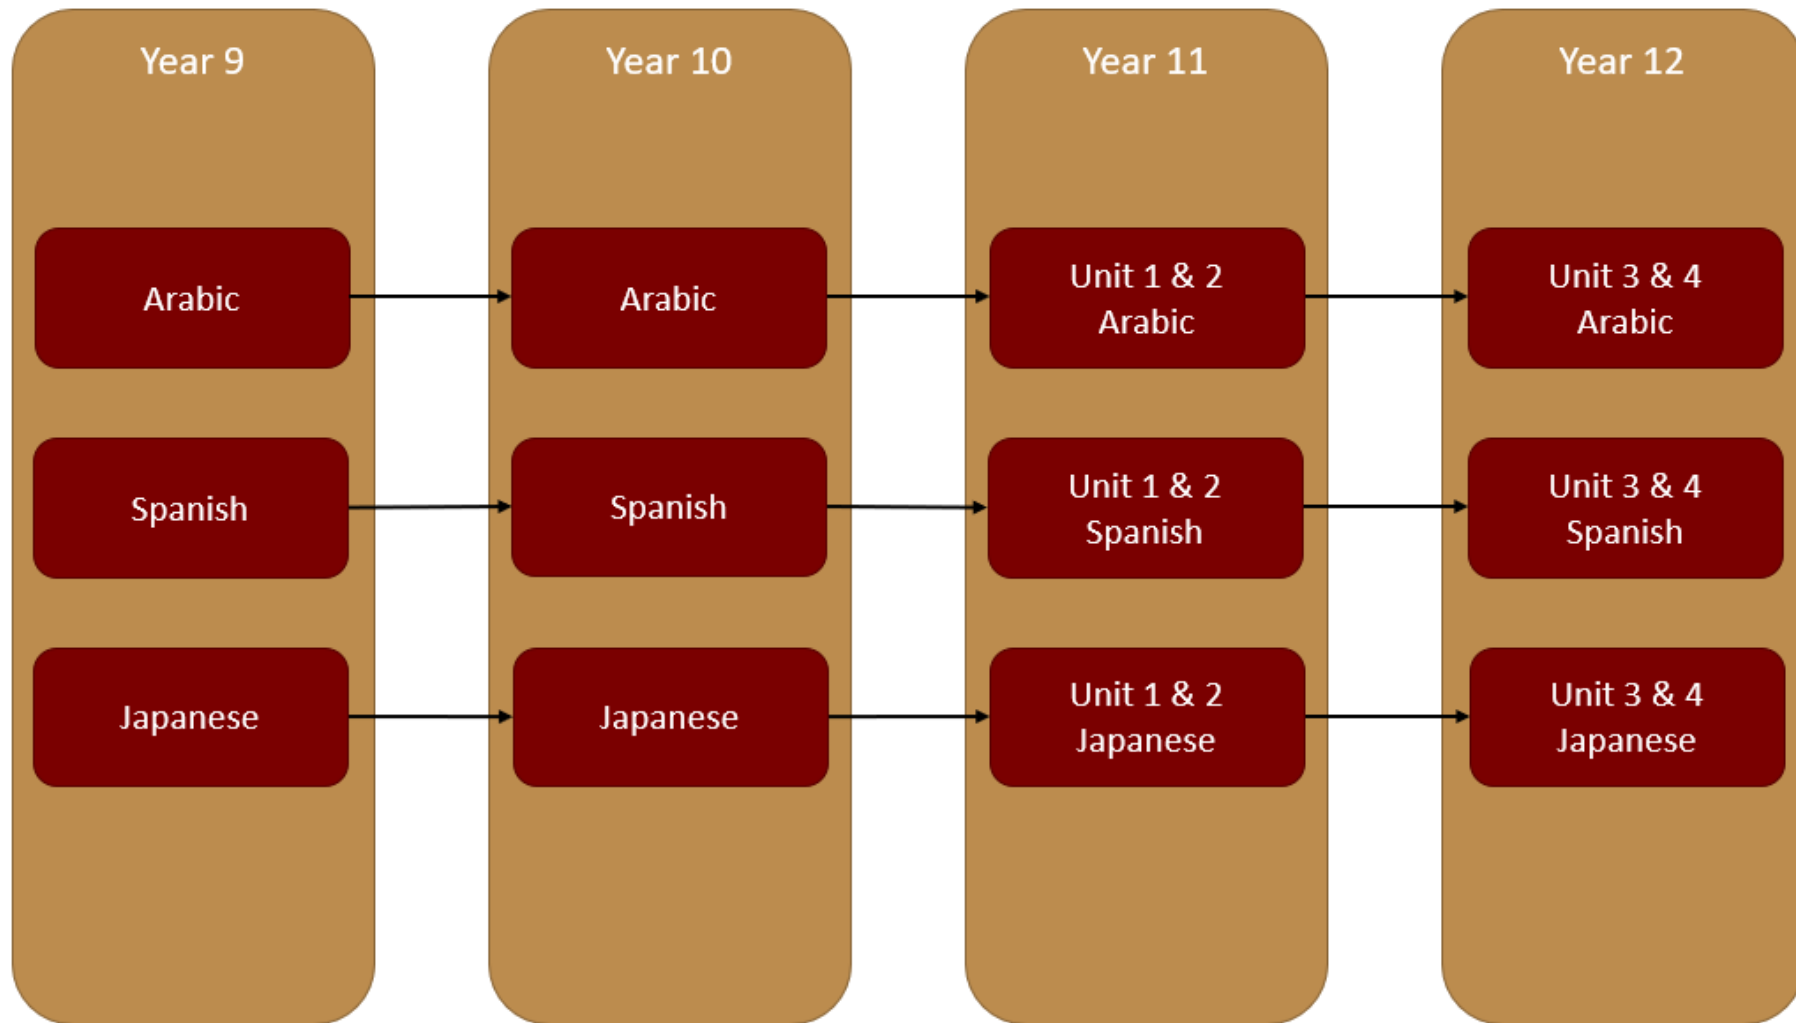 Year 9
Year 10
Year 11
Year 12
Arabic
Arabic
Unit 1 & 2
Arabic
Unit 3 & 4
Arabic
Spanish
Spanish
Unit 1 & 2
Spanish
Unit 3 & 4
Spanish
Japanese
Japanese
Unit 1 & 2
Japanese
Unit 3 & 4
Japanese